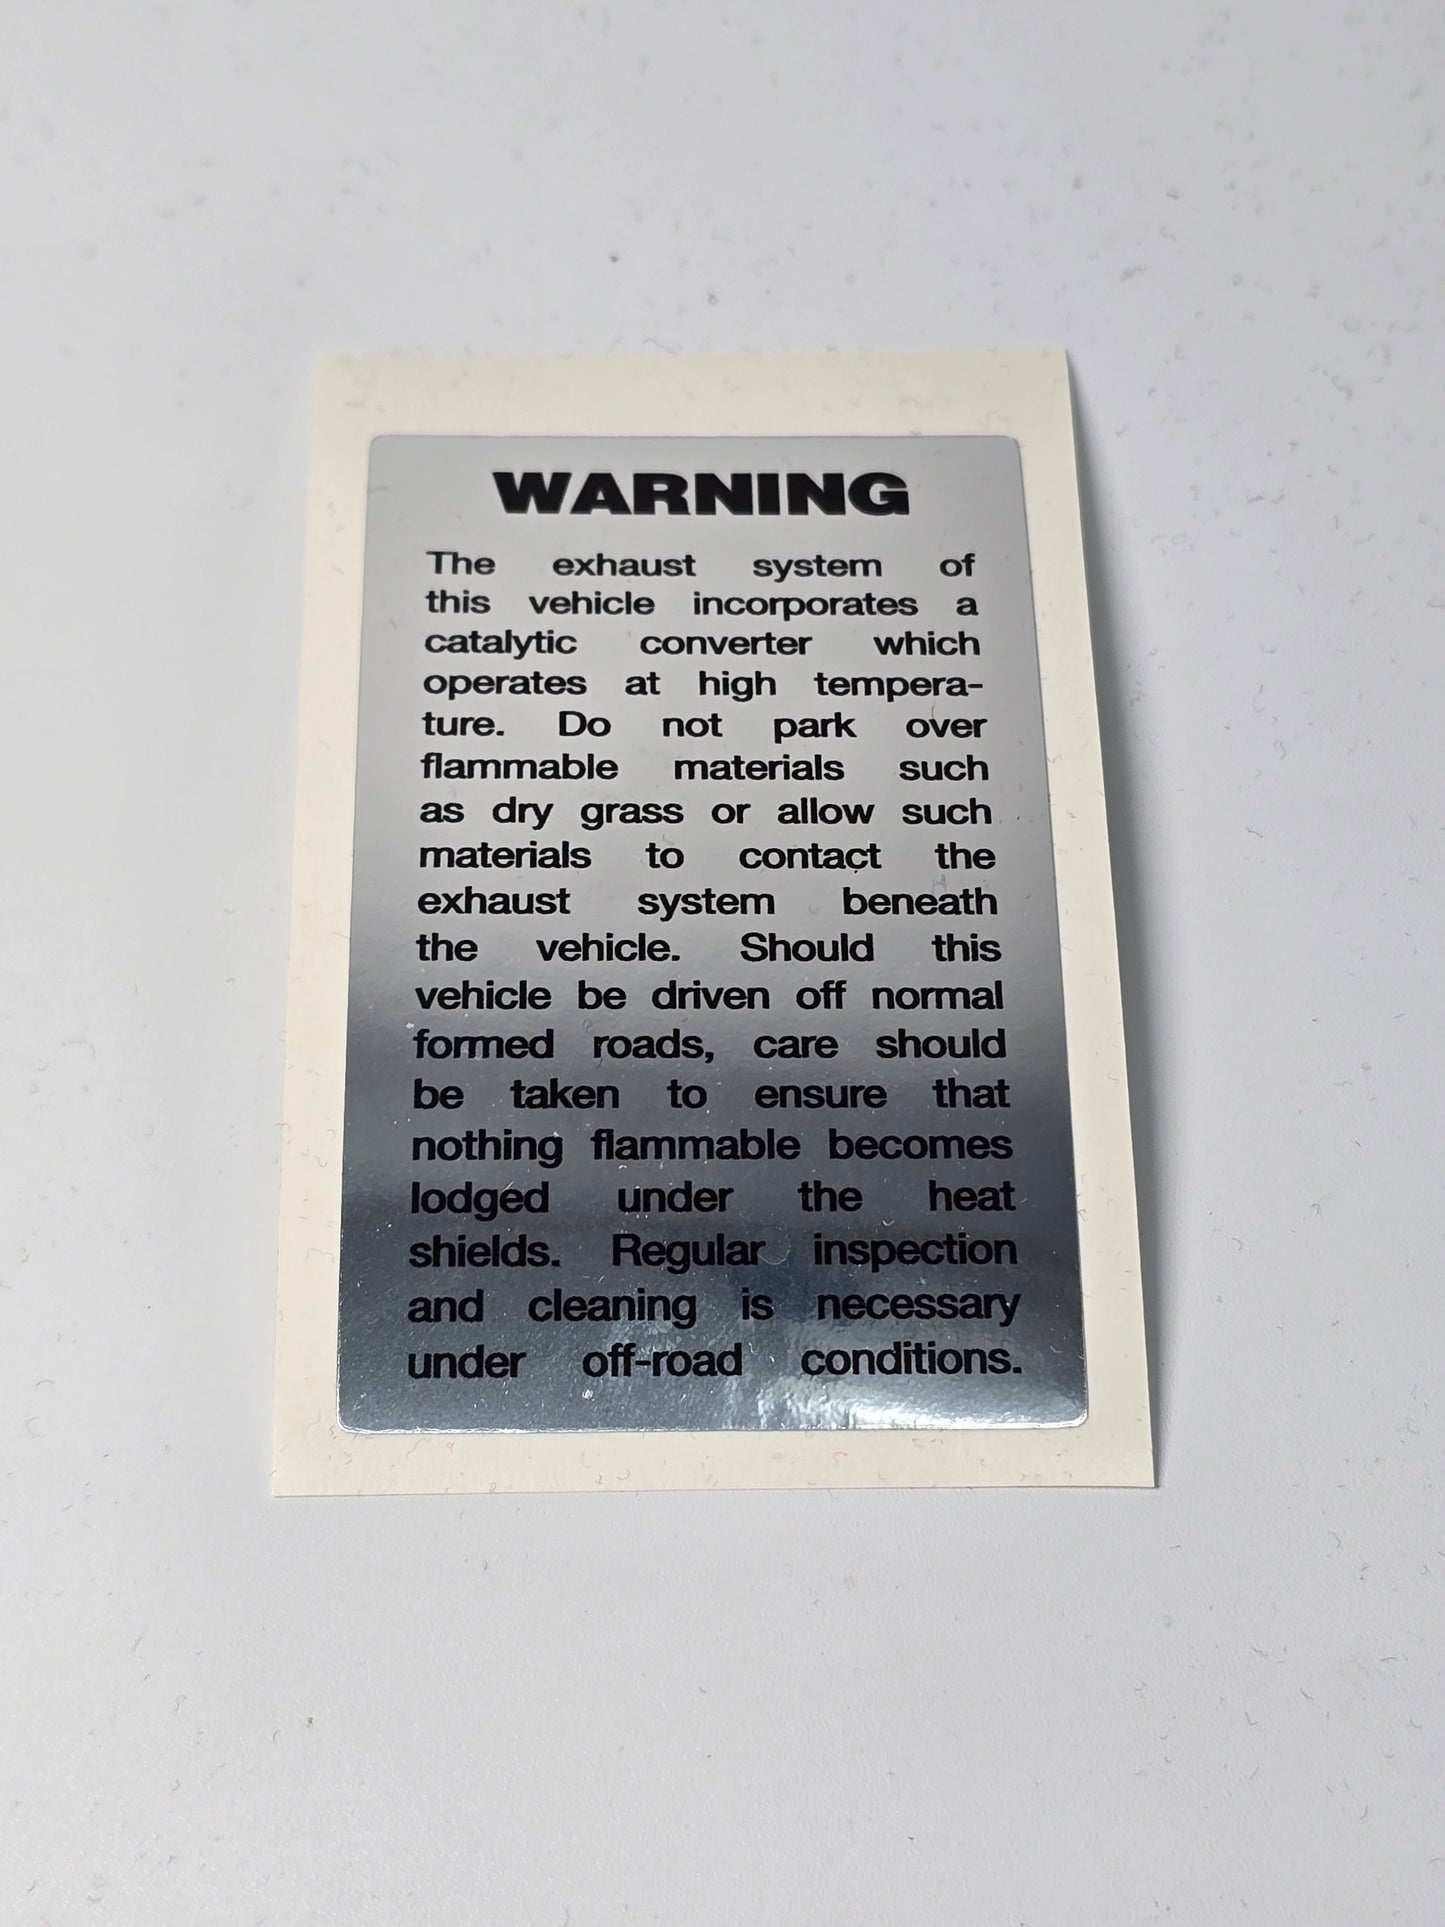 WARNING
The exhaust system of
this vehicle incorporates a
catalytic converter which
operates at high tempera-
ture. Do not park over
flammable materials such
as dry grass or allow such
materials to contact the
exhaust system beneath
the vehicle. Should this
vehicle be driven off normal
formed roads, care should
be taken to ensure that
nothing flammable becomes
lodged under the heat
shields. Regular inspection
and cleaning is necessary
under off-road conditions.